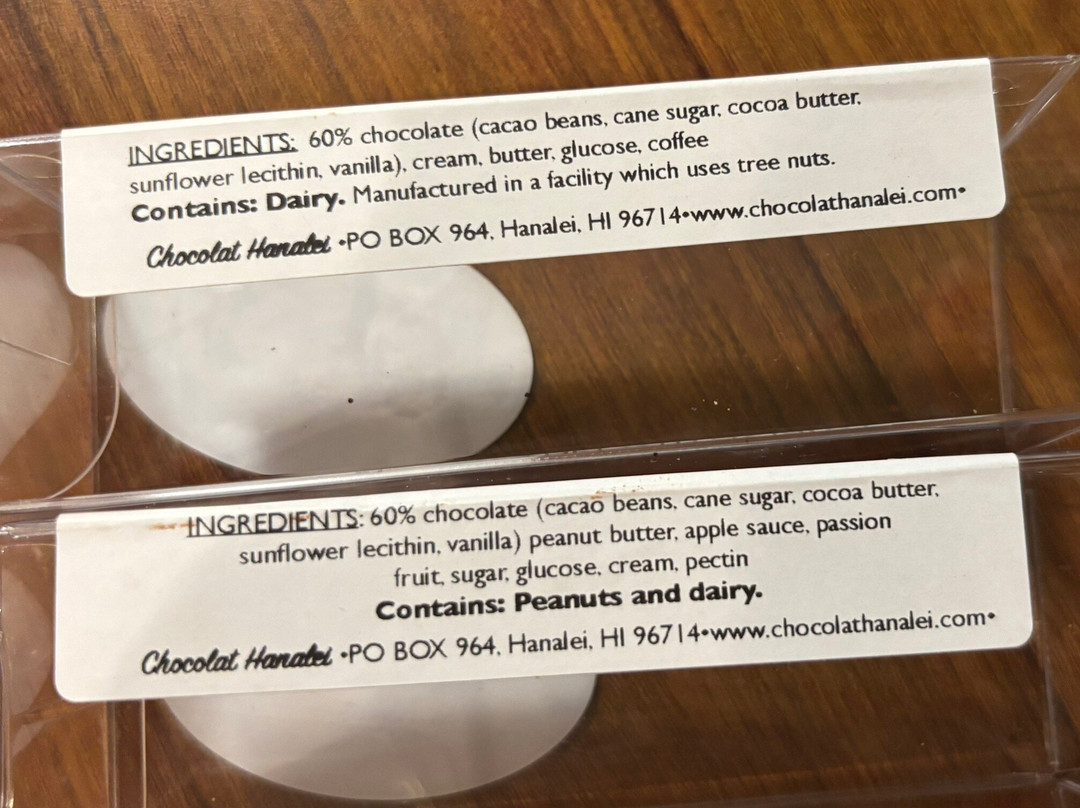 INGREDIENTS: 60% chocolate (cacao beans, cane sugar, cocoa butter,
sunflower lecithin, vanilla), cream, butter, glucose, coffee
Contains: Dairy. Manufactured in a facility which uses tree nuts.
Chocolat Hanalei •PO BOX 964, Hanalei, HI 96714•www.chocolathanalei.com•
INGREDIENTS: 60% chocolate (cacao beans, cane sugar, cocoa butter,
sunflower lecithin, vanilla) peanut butter, apple sauce, passion
fruit, sugar, glucose, cream, pectin
Contains: Peanuts and dairy.
Chocolat Hanalei •PO BOX 964, Hanalei, HI 96714•www.chocolathanalei.com•